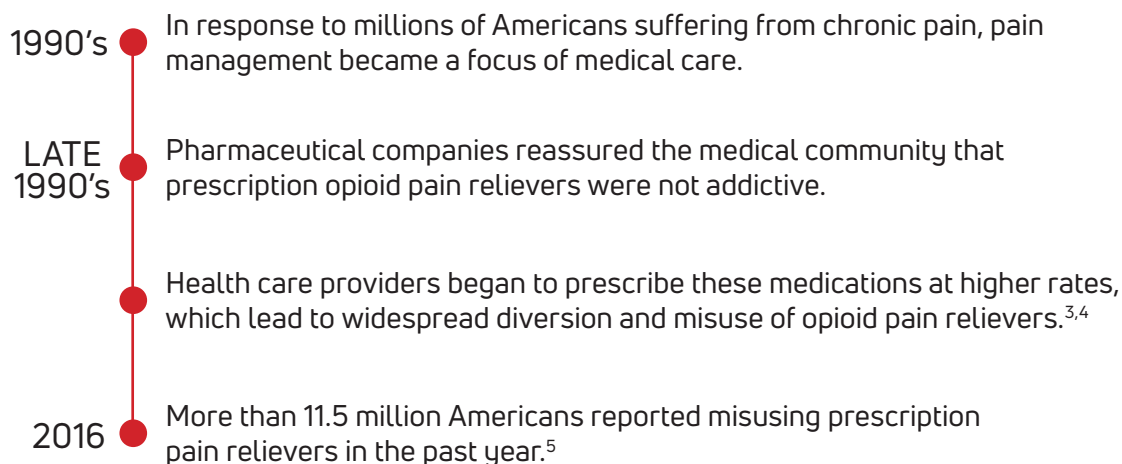 1990's
In response to millions of Americans suffering from chronic pain, pain
management became a focus of medical care.
LATE
1990's
Pharmaceutical companies reassured the medical community that
prescription opioid pain relievers were not addictive.
Health care providers began to prescribe these medications at higher rates,
which lead to widespread diversion and misuse of opioid pain relievers.3,4
2016
More than 11.5 million Americans reported misusing prescription
pain relievers in the past year.5